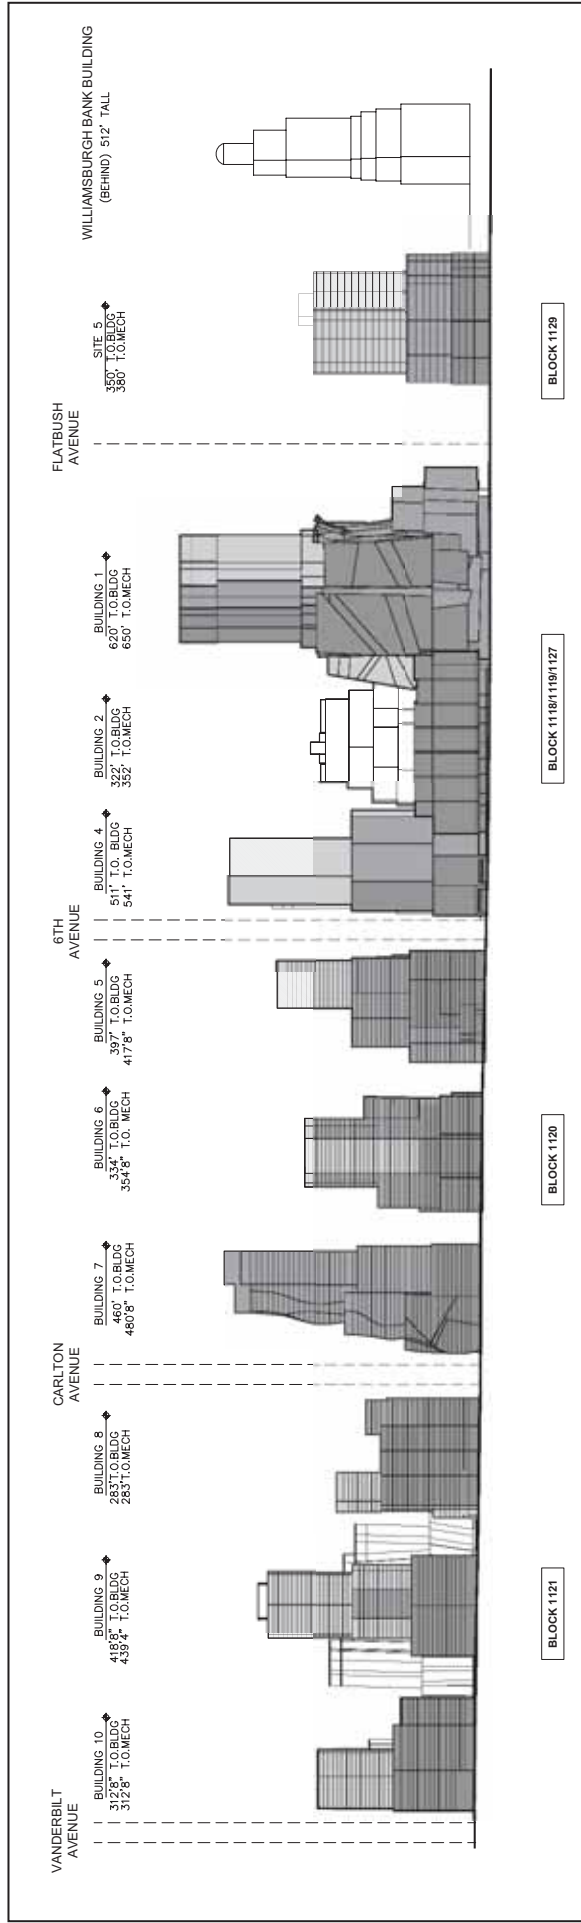 VANDERBILT
AVENUE
BUILDING 10
312'8" T.O.BLDG
312'8" T.O.MECH
BUILDING 9
418'8" T.O.BLDG
439'4" T.O.MECH
BUILDING 8
283'T.O.BLDG
283'T.O.MECH
CARLTON
AVENUE
BUILDING 7
460' T.O.BLDG
480'8" T.O.MECH
BUILDING 6
334' T.O.BLDG
354'8" T.O. MECH
BUILDING 5
397' T.O.BLDG
417'8" T.O.MECH
6TH
AVENUE
BUILDING 4
511' T.O. BLDG
541' T.O.MECH
BUILDING 2
322' T.O.BLDG
352' T.O.MECH
BUILDING 1
620' T.O.BLDG
650' T.O.MECH
FLATBUSH
AVENUE
SITE 5
350' T.O.BLDG
380' T.O.MECH
WILLIAMSBURGH BANK BUILDING
(BEHIND) 512' TALL
BLOCK 1121
BLOCK 1120
BLOCK 1118/1119/1127
BLOCK 1129